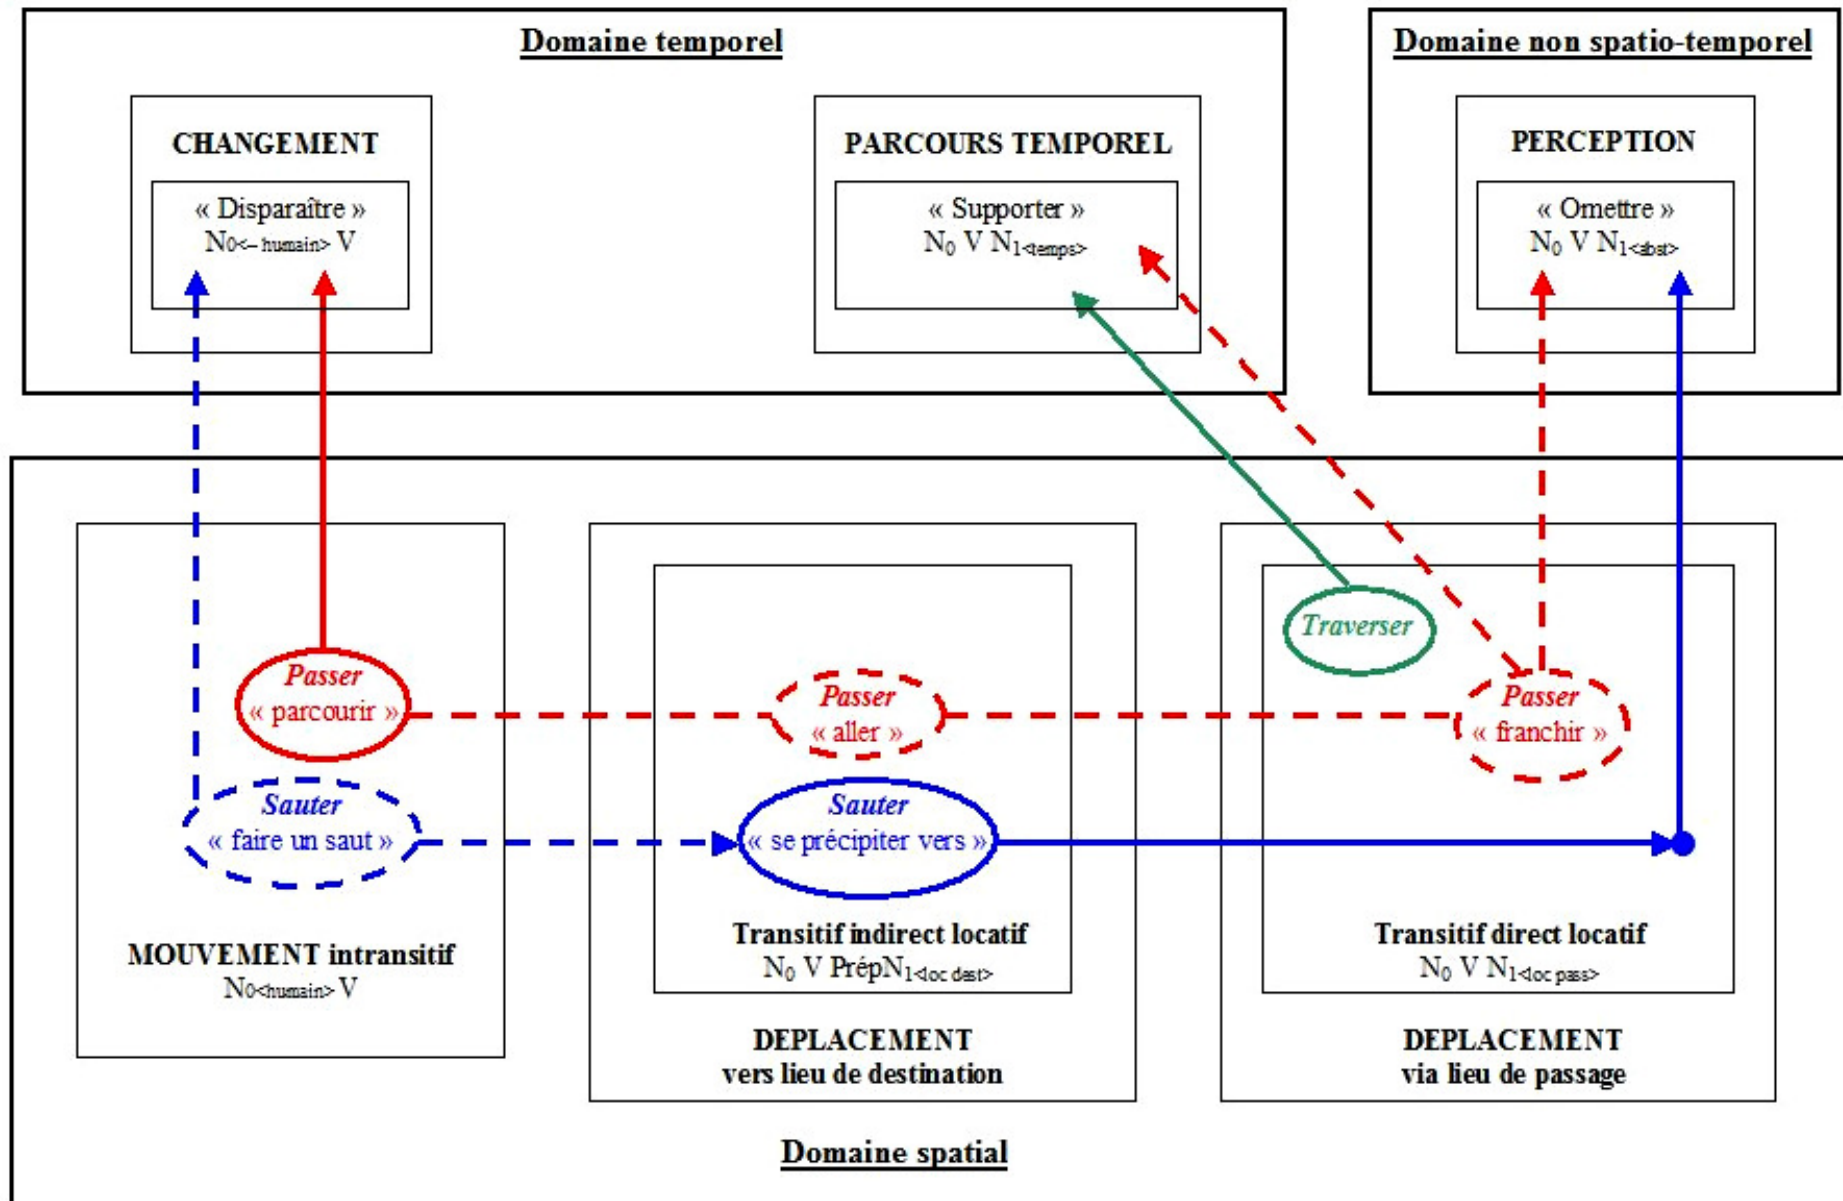 Domaine temporel
Domaine non spatio-temporel
CHANGEMENT
« Disparaître »
N0<– humain> V
PARCOURS TEMPOREL
« Supporter »
N0 V N1<temps>
PERCEPTION
« Omettre »
N0 V N1<abst>
Traverser
Passer
« parcourir »
Passer
« aller »
Passer
« franchir »
Sauter
« faire un saut »
Sauter
« se précipiter vers »
MOUVEMENT intransitif
N0<humain> V
Transitif indirect locatif
N0 V PrépN1<loc dest>
DEPLACEMENT
vers lieu de destination
Transitif direct locatif
N0 V N1<loc pass>
DEPLACEMENT
via lieu de passage
Domaine spatial